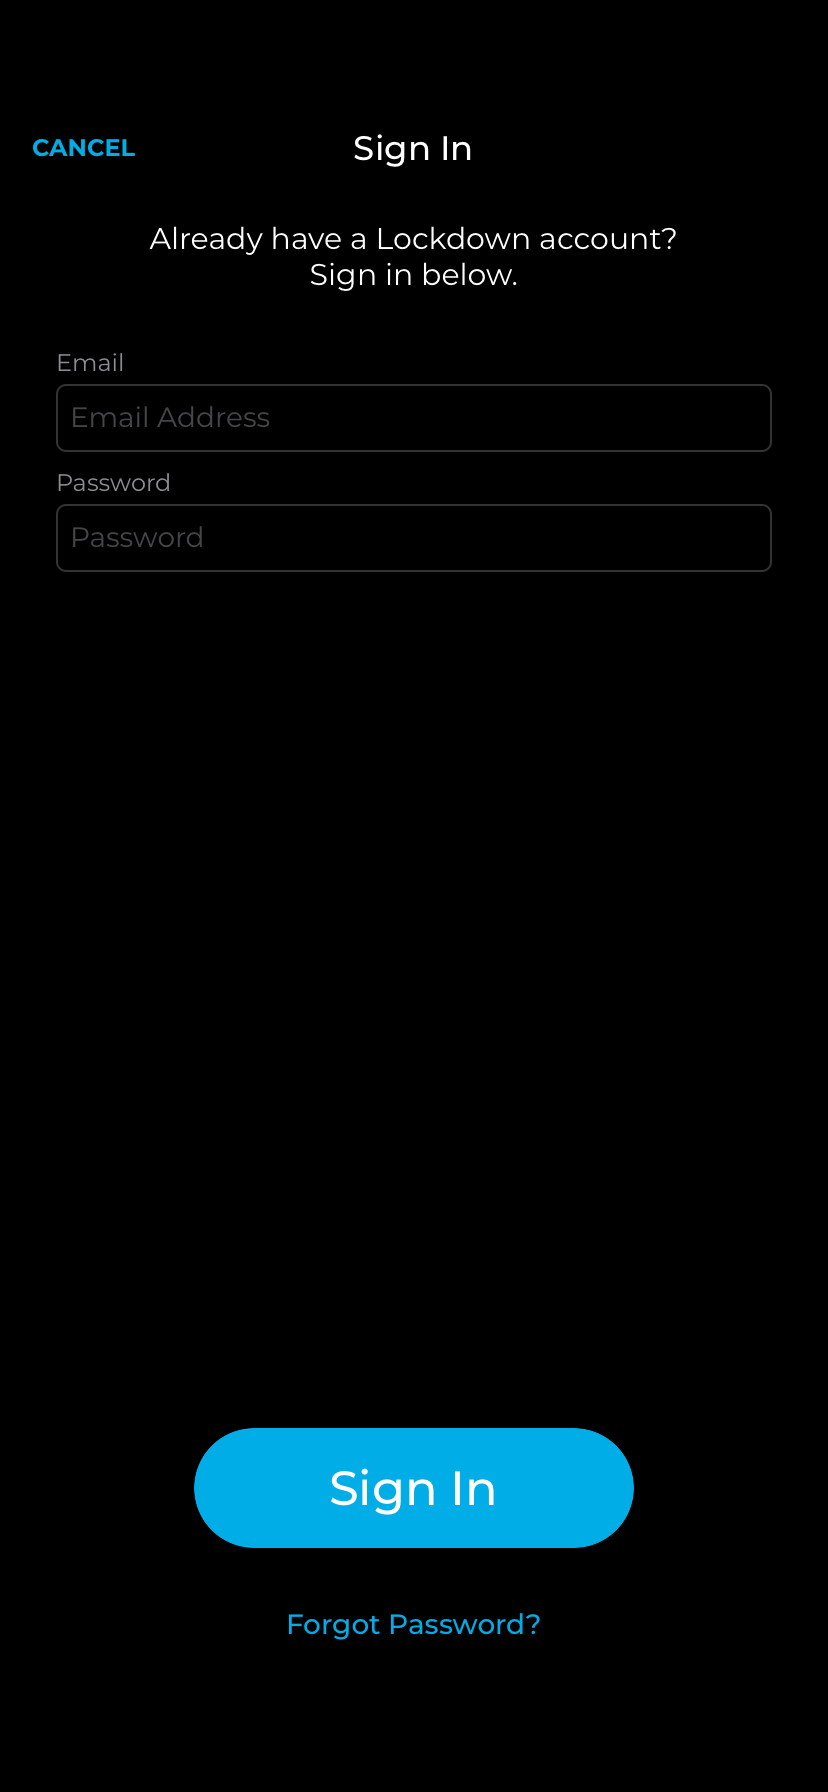 CANCEL
Sign In
Already have a Lockdown account?
Sign in below.
Email
Email Address
Password
Password
Sign In
Forgot Password?